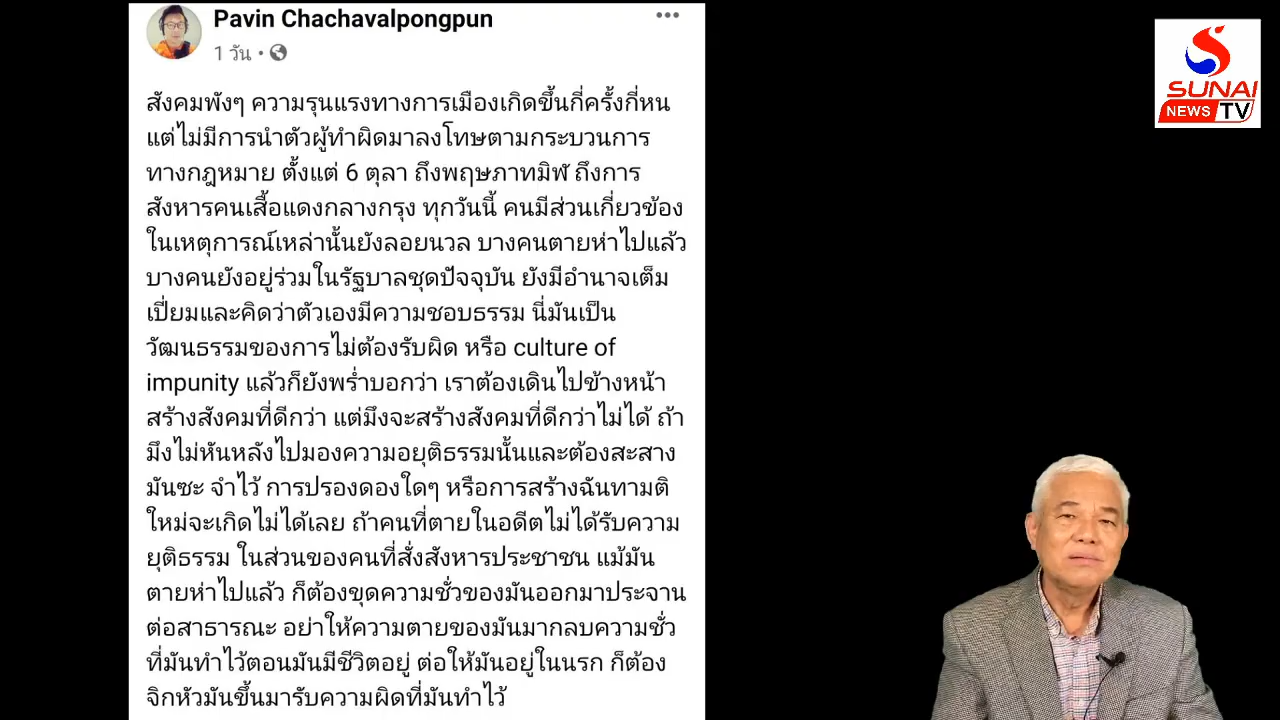 Pavin Chachavalpongpun
1 วัน
สังคมพังๆ ความรุนแรงทางการเมืองเกิดขึ้นกี่ครั้งกี่หน
แต่ไม่มีการนำตัวผู้ทำผิดมาลงโทษตามกระบวนการ
ทางกฎหมาย ตั้งแต่ 6 ตุลา ถึงพฤษภาทมิฬ ถึงการ
สังหารคนเสื้อแดงกลางกรุง ทุกวันนี้ คนมีส่วนเกี่ยวข้อง
ในเหตุการณ์เหล่านั้นยังลอยนวล บางคนตายห่าไปแล้ว
บางคนยังอยู่ร่วมในรัฐบาลชุดปัจจุบัน ยังมีอำนาจเต็ม
เปี่ยมและคิดว่าตัวเองมีความชอบธรรม นี่มันเป็น
วัฒนธรรมของการไม่ต้องรับผิด หรือ culture of
impunity แล้วก็ยังพร่ำบอกว่า เราต้องเดินไปข้างหน้า
สร้างสังคมที่ดีกว่า แต่มึงจะสร้างสังคมที่ดีกว่าไม่ได้ ถ้า
มึงไม่หันหลังไปมองความอยุติธรรมนั้นและต้องสะสาง
มันซะ จำไว้ การปรองดองใดๆ หรือการสร้างฉันทามติ
ใหม่จะเกิดไม่ได้เลย ถ้าคนที่ตายในอดีตไม่ได้รับความ
ยุติธรรม ในส่วนของคนที่สั่งสังหารประชาชน แม้มัน
ตายห่าไปแล้ว ก็ต้องขุดความชั่วของมันออกมาประจาน
ต่อสาธารณะ อย่าให้ความตายของมันมากลบความชั่ว
ที่มันทำไว้ตอนมันมีชีวิตอยู่ ต่อให้มันอยู่ในนรก ก็ต้อง
จิกหัวมันขึ้นมารับความผิดที่มันทำไว้
SUNAI
NEWS TV